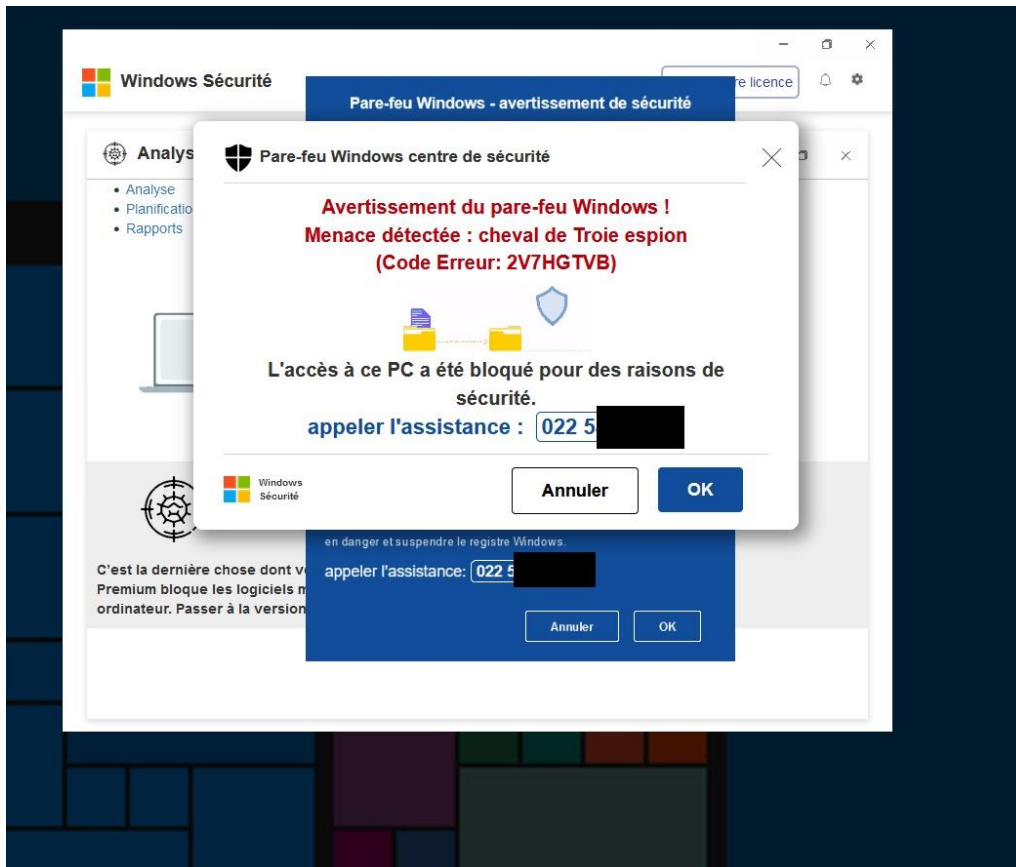 Windows Sécurité
re licence
Pare-feu Windows - avertissement de sécurité
Analys
Pare-feu Windows centre de sécurité
Analyse
Planificatio
Rapports
Avertissement du pare-feu Windows !
Menace détectée : cheval de Troie espion
(Code Erreur: 2V7HGTVB)
L'accès à ce PC a été bloqué pour des raisons de
sécurité.
appeler l'assistance : 022 5
Windows
Sécurité
Annuler
OK
en danger et suspendre le registre Windows.
appeler l'assistance: 022 5
C'est la dernière chose dont v
Premium bloque les logiciels m
ordinateur. Passer à la version
Annuler
OK